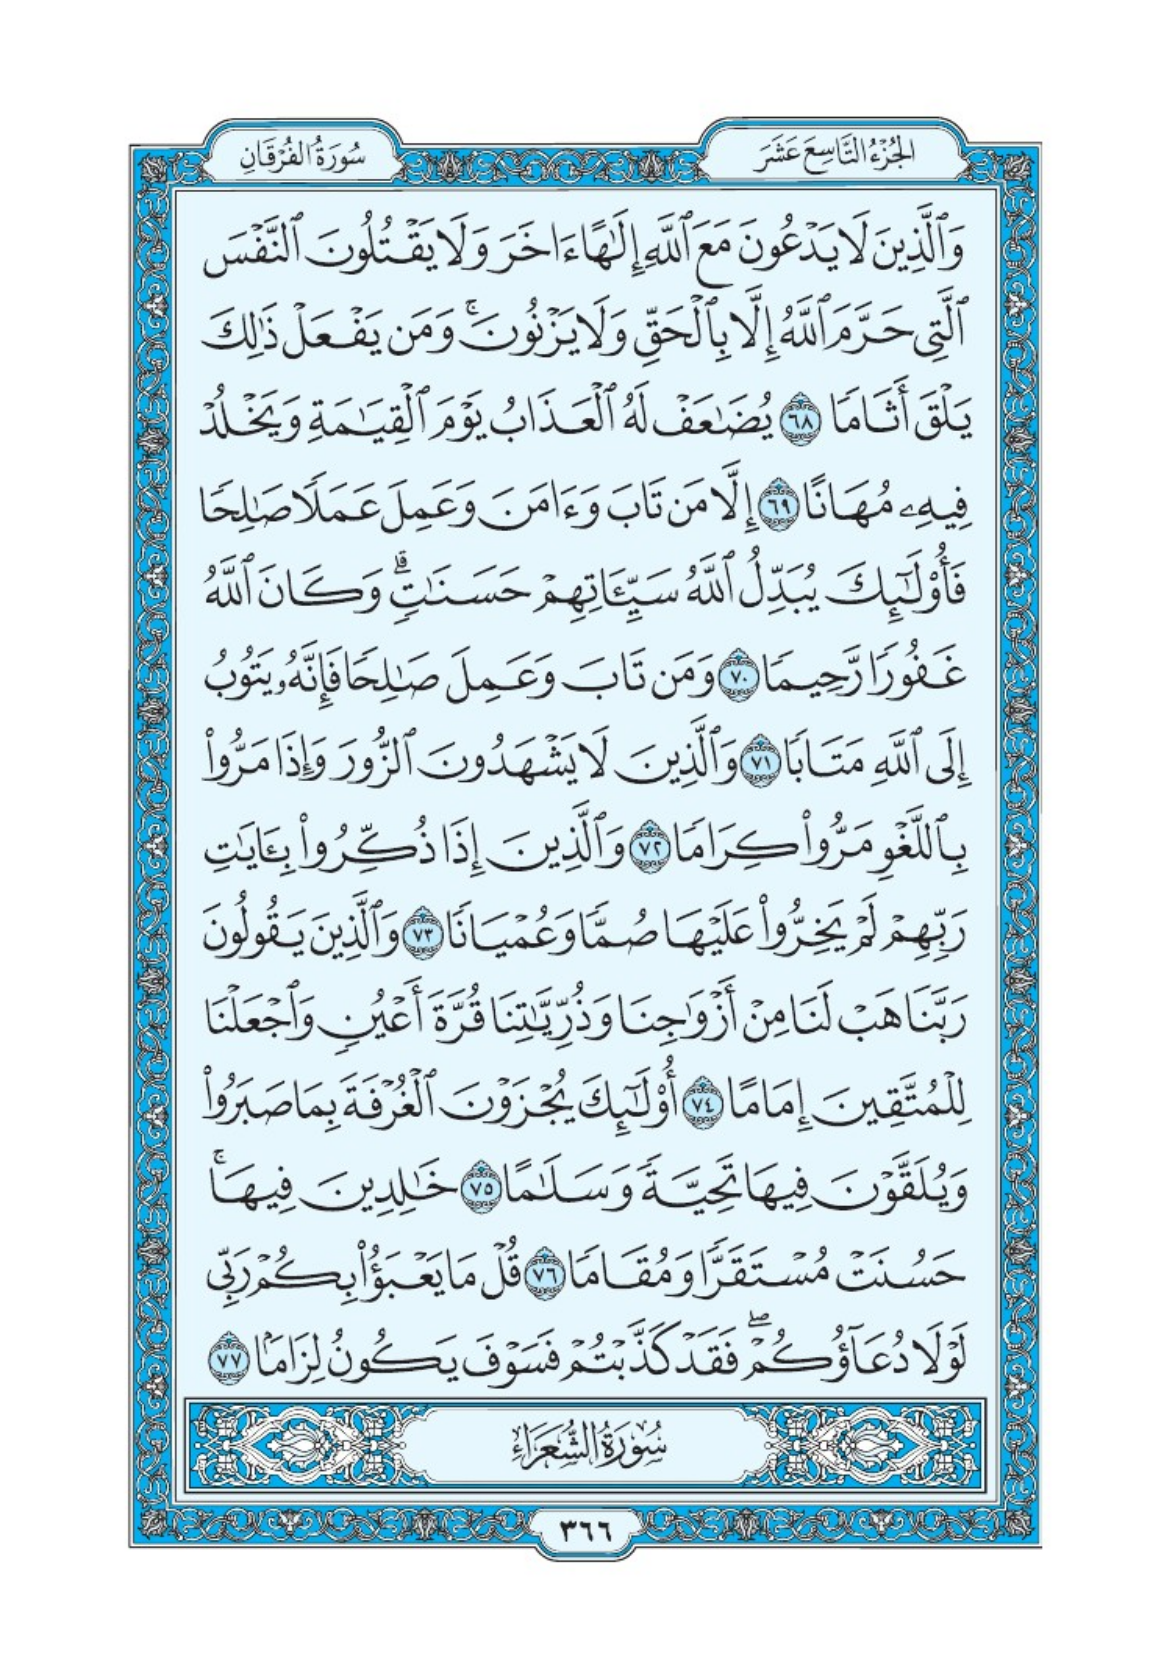 الجُزْءُ التَّاسِعَ عَشَرَ
سُورَةُ الفُرْقَانِ
وَٱلَّذِينَ لَا يَدْعُونَ مَعَ ٱللَّهِ إِلَٰهًا ءَاخَرَ وَلَا يَقْتُلُونَ ٱلنَّفْسَ
ٱلَّتِى حَرَّمَ ٱللَّهُ إِلَّا بِٱلْحَقِّ وَلَا يَزْنُونَ ۚ وَمَن يَفْعَلْ ذَٰلِكَ
يَلْقَ أَثَامًا ٦٨ يُضَٰعَفْ لَهُ ٱلْعَذَابُ يَوْمَ ٱلْقِيَٰمَةِ وَيَخْلُدْ
فِيهِۦ مُهَانًا ٦٩ إِلَّا مَن تَابَ وَءَامَنَ وَعَمِلَ عَمَلًا صَٰلِحًا
فَأُو۟لَٰٓئِكَ يُبَدِّلُ ٱللَّهُ سَيِّـَٔاتِهِمْ حَسَنَٰتٍ ۗ وَكَانَ ٱللَّهُ
غَفُورًا رَّحِيمًا ٧٠ وَمَن تَابَ وَعَمِلَ صَٰلِحًا فَإِنَّهُۥ يَتُوبُ
إِلَى ٱللَّهِ مَتَابًا ٧١ وَٱلَّذِينَ لَا يَشْهَدُونَ ٱلزُّورَ وَإِذَا مَرُّوا۟
بِٱللَّغْوِ مَرُّوا۟ كِرَامًا ٧٢ وَٱلَّذِينَ إِذَا ذُكِّرُوا۟ بِـَٔايَٰتِ
رَبِّهِمْ لَمْ يَخِرُّوا۟ عَلَيْهَا صُمًّا وَعُمْيَانًا ٧٣ وَٱلَّذِينَ يَقُولُونَ
رَبَّنَا هَبْ لَنَا مِنْ أَزْوَٰجِنَا وَذُرِّيَّٰتِنَا قُرَّةَ أَعْيُنٍ وَٱجْعَلْنَا
لِلْمُتَّقِينَ إِمَامًا ٧٤ أُو۟لَٰٓئِكَ يُجْزَوْنَ ٱلْغُرْفَةَ بِمَا صَبَرُوا۟
وَيُلَقَّوْنَ فِيهَا تَحِيَّةً وَسَلَٰمًا ٧٥ خَٰلِدِينَ فِيهَا ۚ
حَسُنَتْ مُسْتَقَرًّا وَمُقَامًا ٧٦ قُلْ مَا يَعْبَؤُا۟ بِكُمْ رَبِّى
لَوْلَا دُعَآؤُكُمْ ۖ فَقَدْ كَذَّبْتُمْ فَسَوْفَ يَكُونُ لِزَامًۢا ٧٧
سُورَةُ الشُّعَرَاءِ
٣٦٦